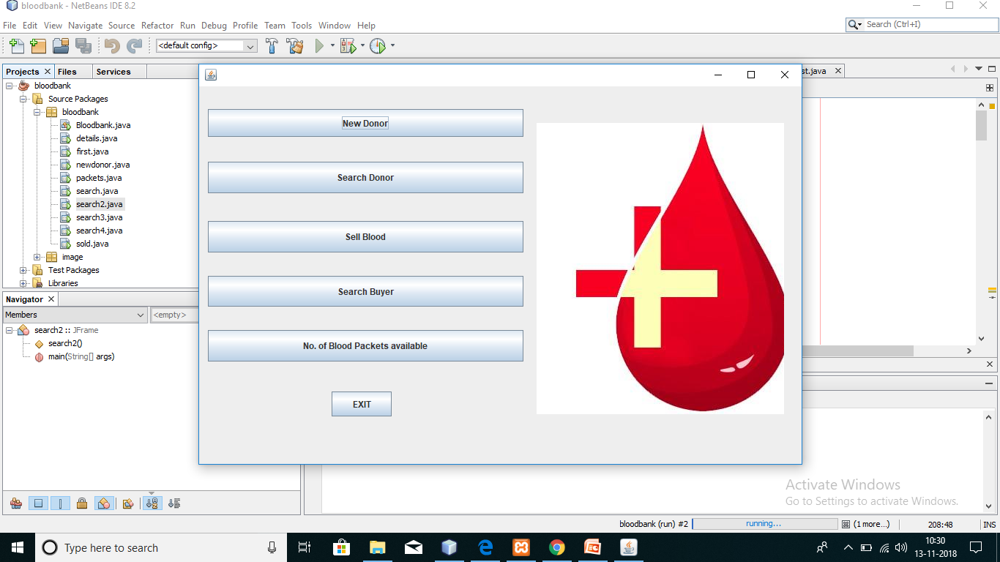 bloodbank - NetBeans IDE 8.2
File Edit View Navigate Source Refactor Run Debug Profile Team Tools Window Help
Search (Ctrl+I)
<default config>
Projects Files Services
st.java
bloodbank
Source Packages
bloodbank
Bloodbank.java
details.java
first.java
newdonor.java
packets.java
search.java
search2.java
search3.java
search4.java
sold.java
image
Test Packages
Libraries
Navigator
Members
<empty>
search2 :: JFrame
search2()
main(String[] args)
New Donor
Search Donor
Sell Blood
Search Buyer
No. of Blood Packets available
EXIT
Activate Windows
Go to Settings to activate Windows.
bloodbank (run) #2
running...
(1 more...)
208:48
INS
Type here to search
10:30
13-11-2018